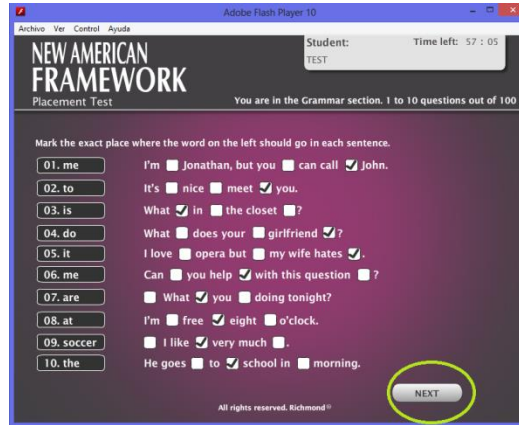 Adobe Flash Player 10
Archivo Ver Control Ayuda
NEW AMERICAN
FRAMEWORK
Placement Test
Student:
TEST
Time left: 57 : 05
You are in the Grammar section. 1 to 10 questions out of 100
Mark the exact place where the word on the left should go in each sentence.
01. me I'm Jonathan, but you can call John.
02. to It's nice meet you.
03. is What in the closet ?
04. do What does your girlfriend ?
05. it I love opera but my wife hates .
06. me Can you help with this question ?
07. are What you doing tonight?
08. at I'm free eight o'clock.
09. soccer I like very much .
10. the He goes to school in morning.
NEXT
All rights reserved. Richmond